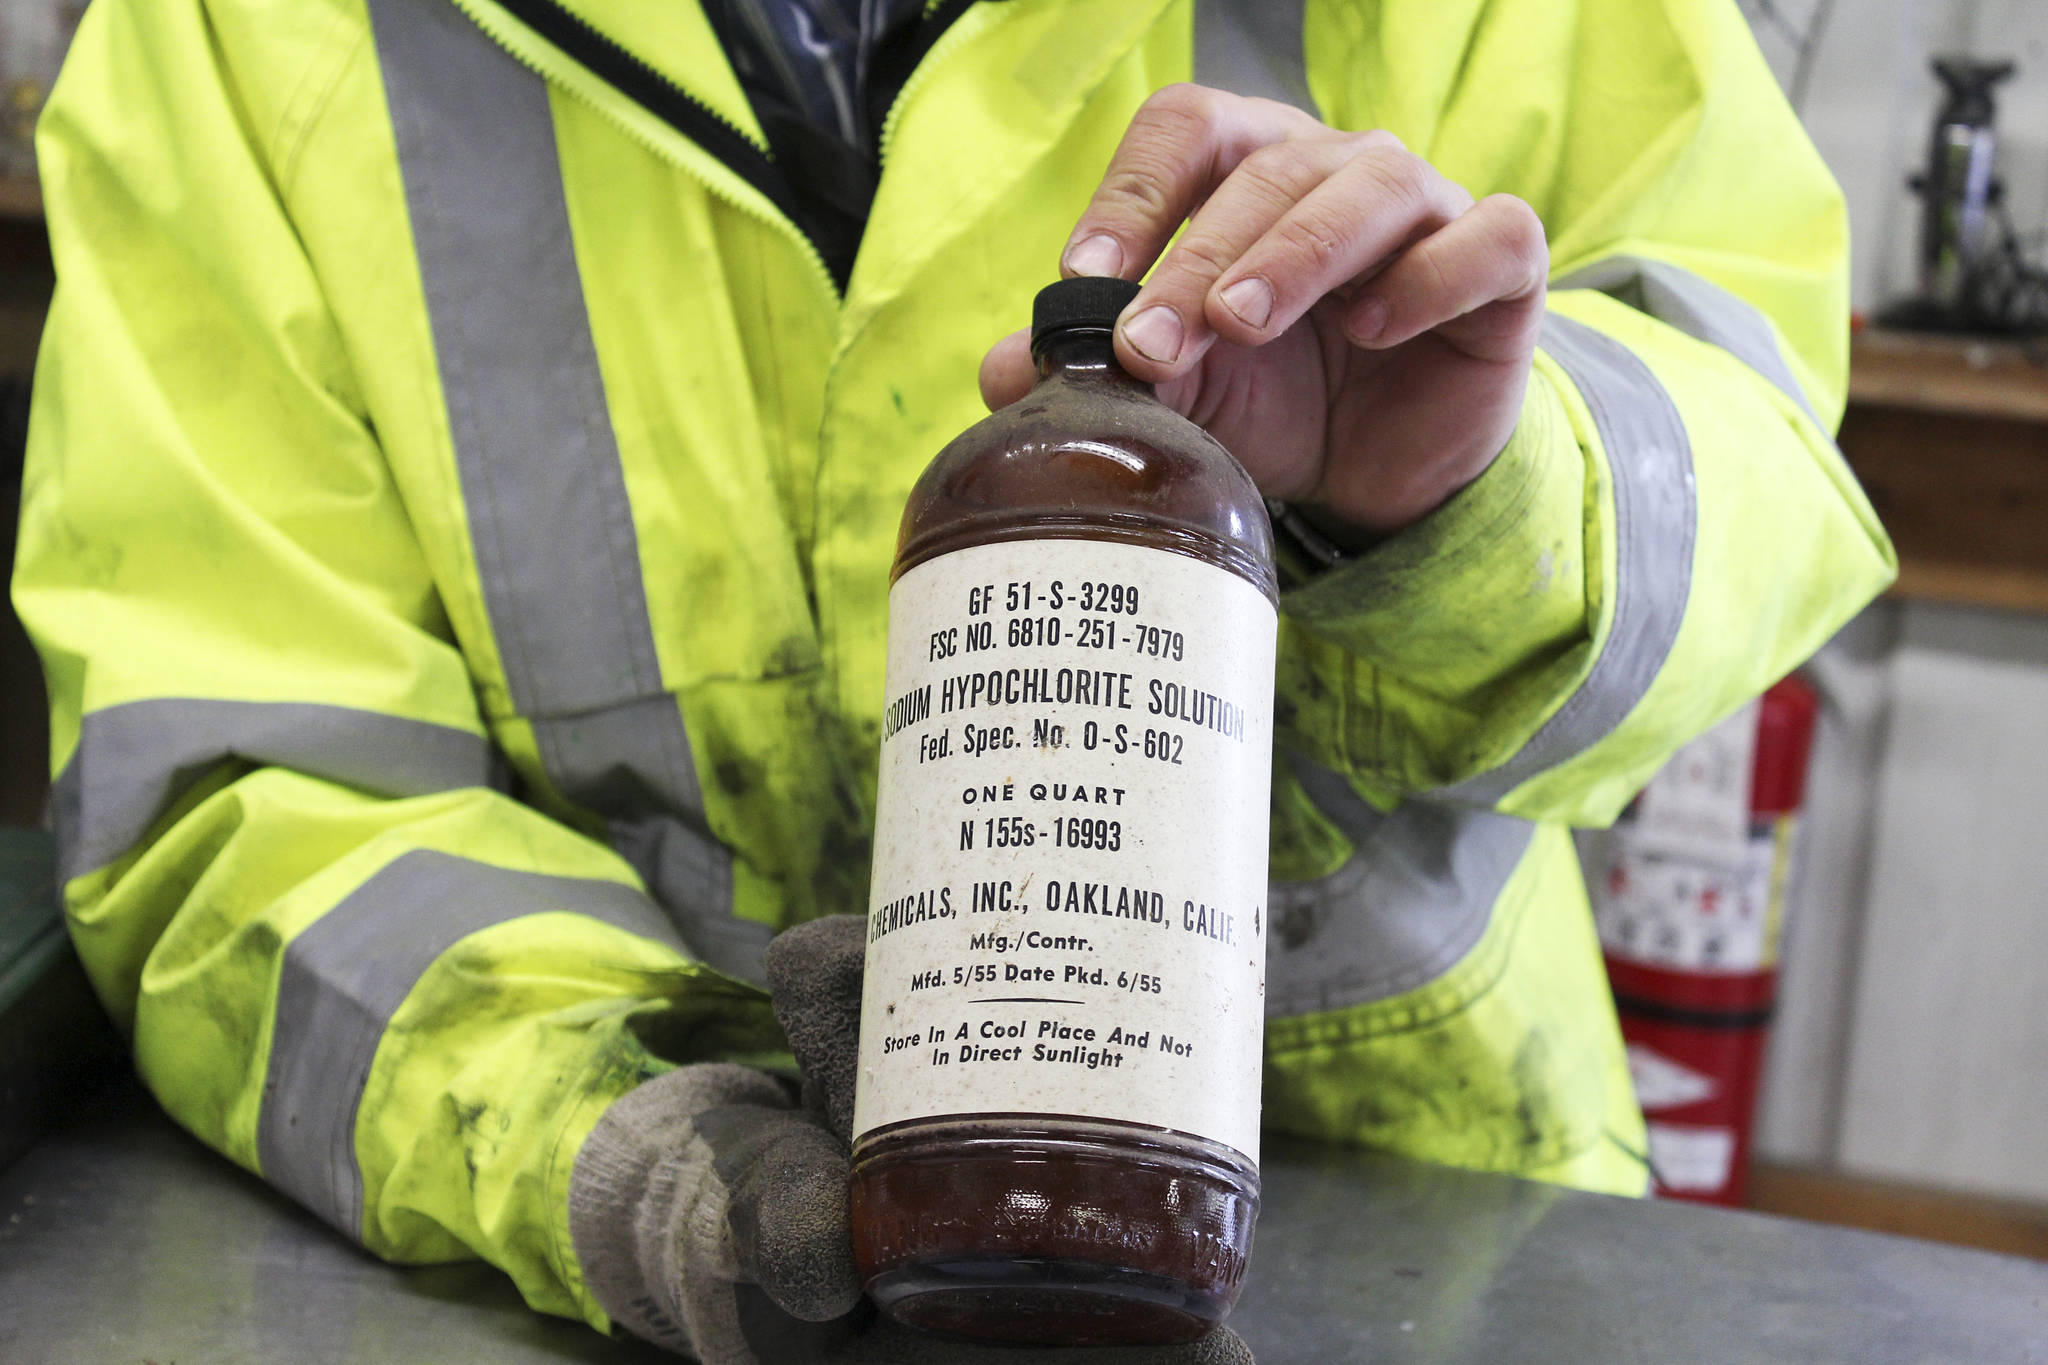 GF 51-S-3299
FSC NO. 6810-251-7979
SODIUM HYPOCHLORITE SOLUTION
Fed. Spec. No. O-S-602
ONE QUART
N 155s-16993
CHEMICALS, INC., OAKLAND, CALIF.
Mfg./Contr.
Mfd. 5/55 Date Pkd. 6/55
Store In A Cool Place And Not
In Direct Sunlight